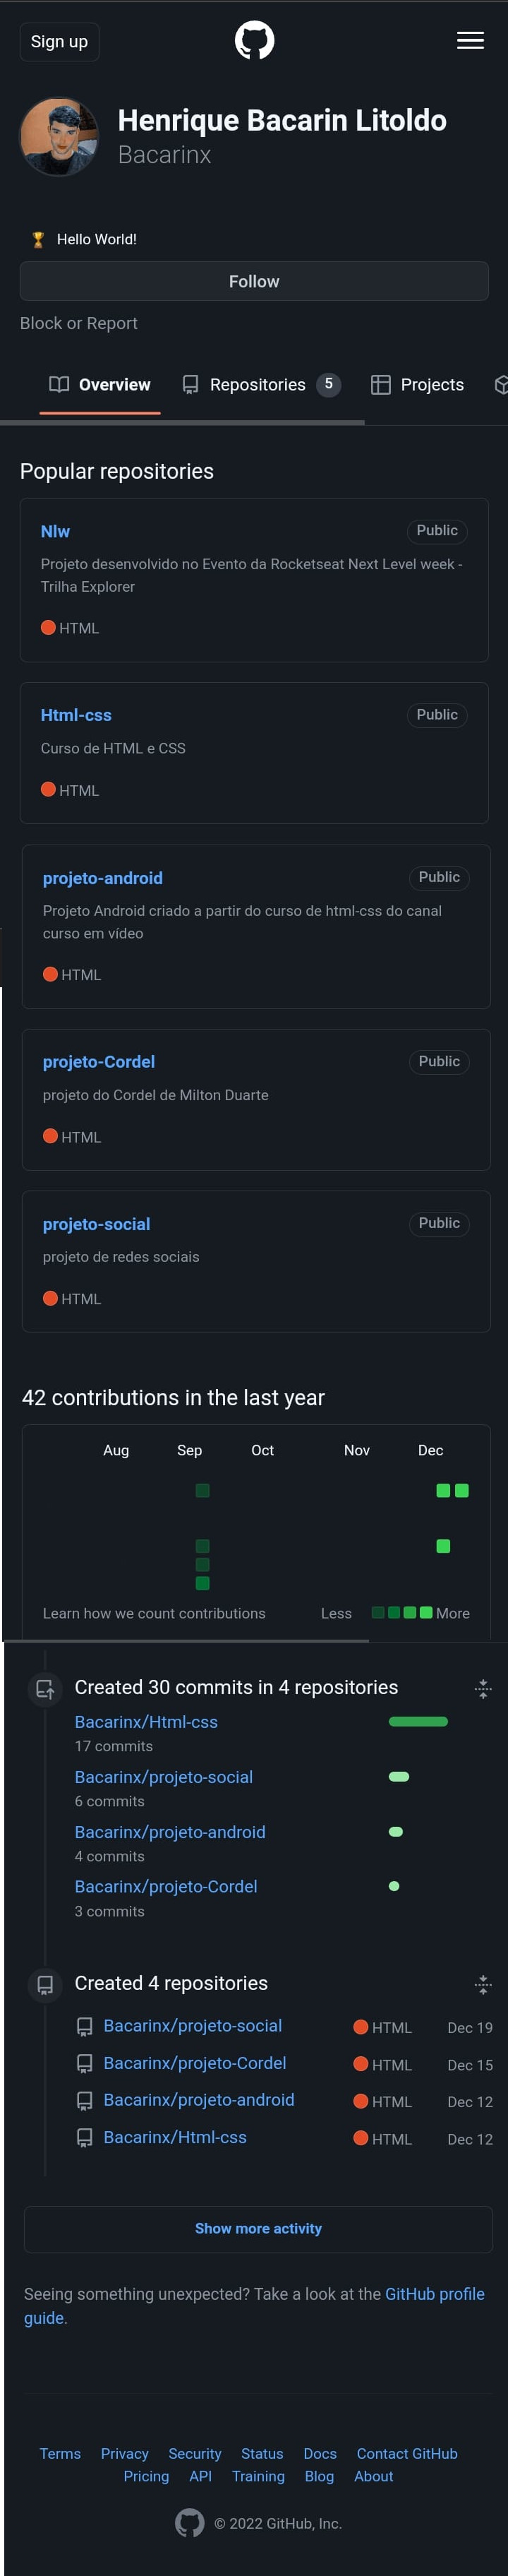 Sign up
Henrique Bacarin Litoldo
Bacarinx
Hello World!
Follow
Block or Report
Overview
Repositories 5
Projects
Popular repositories
Nlw Public
Projeto desenvolvido no Evento da Rocketseat Next Level week -
Trilha Explorer
HTML
Html-css Public
Curso de HTML e CSS
HTML
projeto-android Public
Projeto Android criado a partir do curso de html-css do canal
curso em vídeo
HTML
projeto-Cordel Public
projeto do Cordel de Milton Duarte
HTML
projeto-social Public
projeto de redes sociais
HTML
42 contributions in the last year
Aug Sep Oct Nov Dec
Learn how we count contributions Less More
Created 30 commits in 4 repositories
Bacarinx/Html-css
17 commits
Bacarinx/projeto-social
6 commits
Bacarinx/projeto-android
4 commits
Bacarinx/projeto-Cordel
3 commits
Created 4 repositories
Bacarinx/projeto-social HTML Dec 19
Bacarinx/projeto-Cordel HTML Dec 15
Bacarinx/projeto-android HTML Dec 12
Bacarinx/Html-css HTML Dec 12
Show more activity
Seeing something unexpected? Take a look at the GitHub profile
guide.
Terms Privacy Security Status Docs Contact GitHub
Pricing API Training Blog About
© 2022 GitHub, Inc.